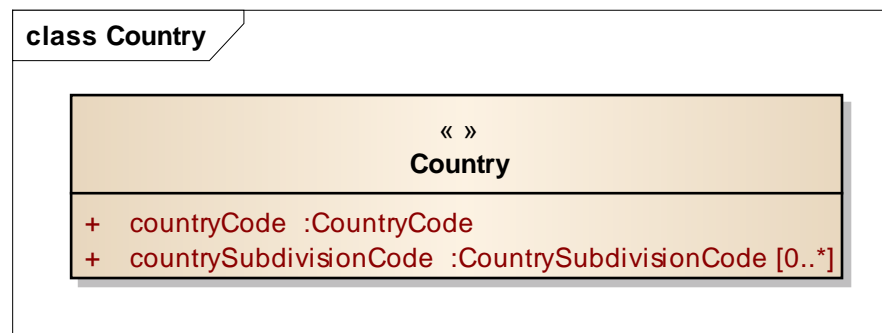 class Country
« »
Country
+ countryCode :CountryCode
+ countrySubdivisionCode :CountrySubdivisionCode [0..*]